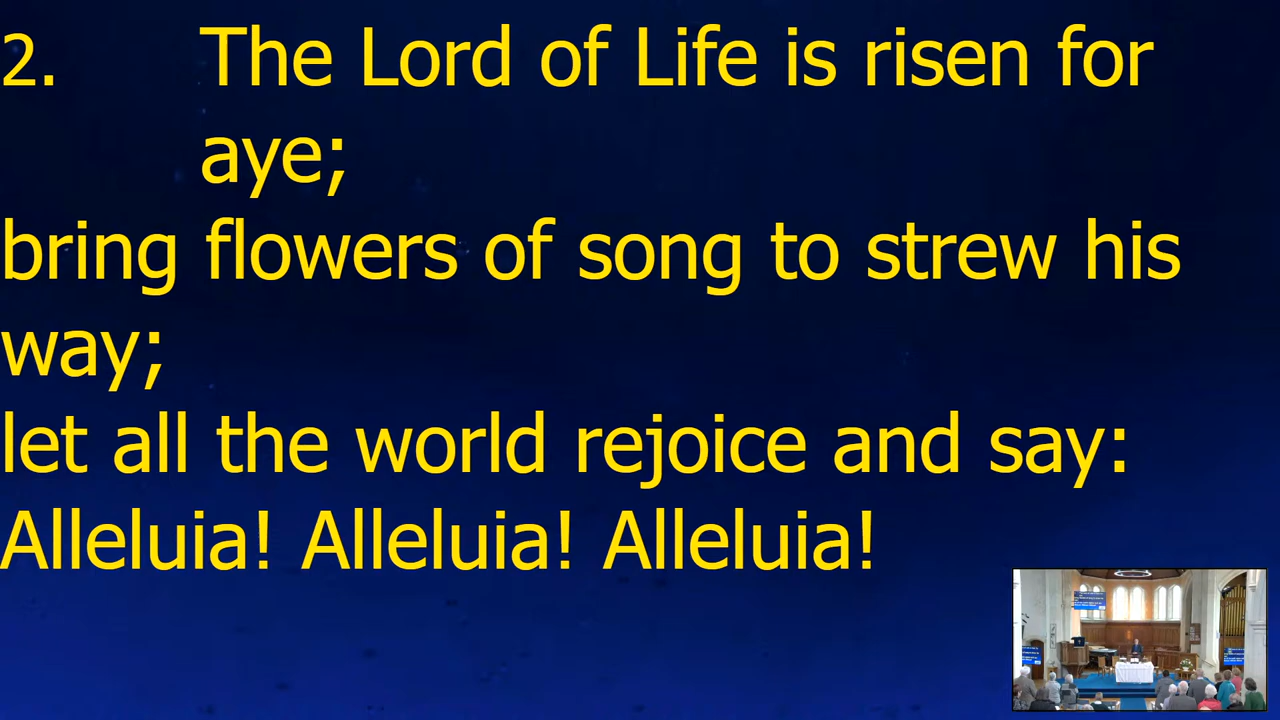 2. The Lord of Life is risen for
aye;
bring flowers of song to strew his
way;
let all the world rejoice and say:
Alleluia! Alleluia! Alleluia!